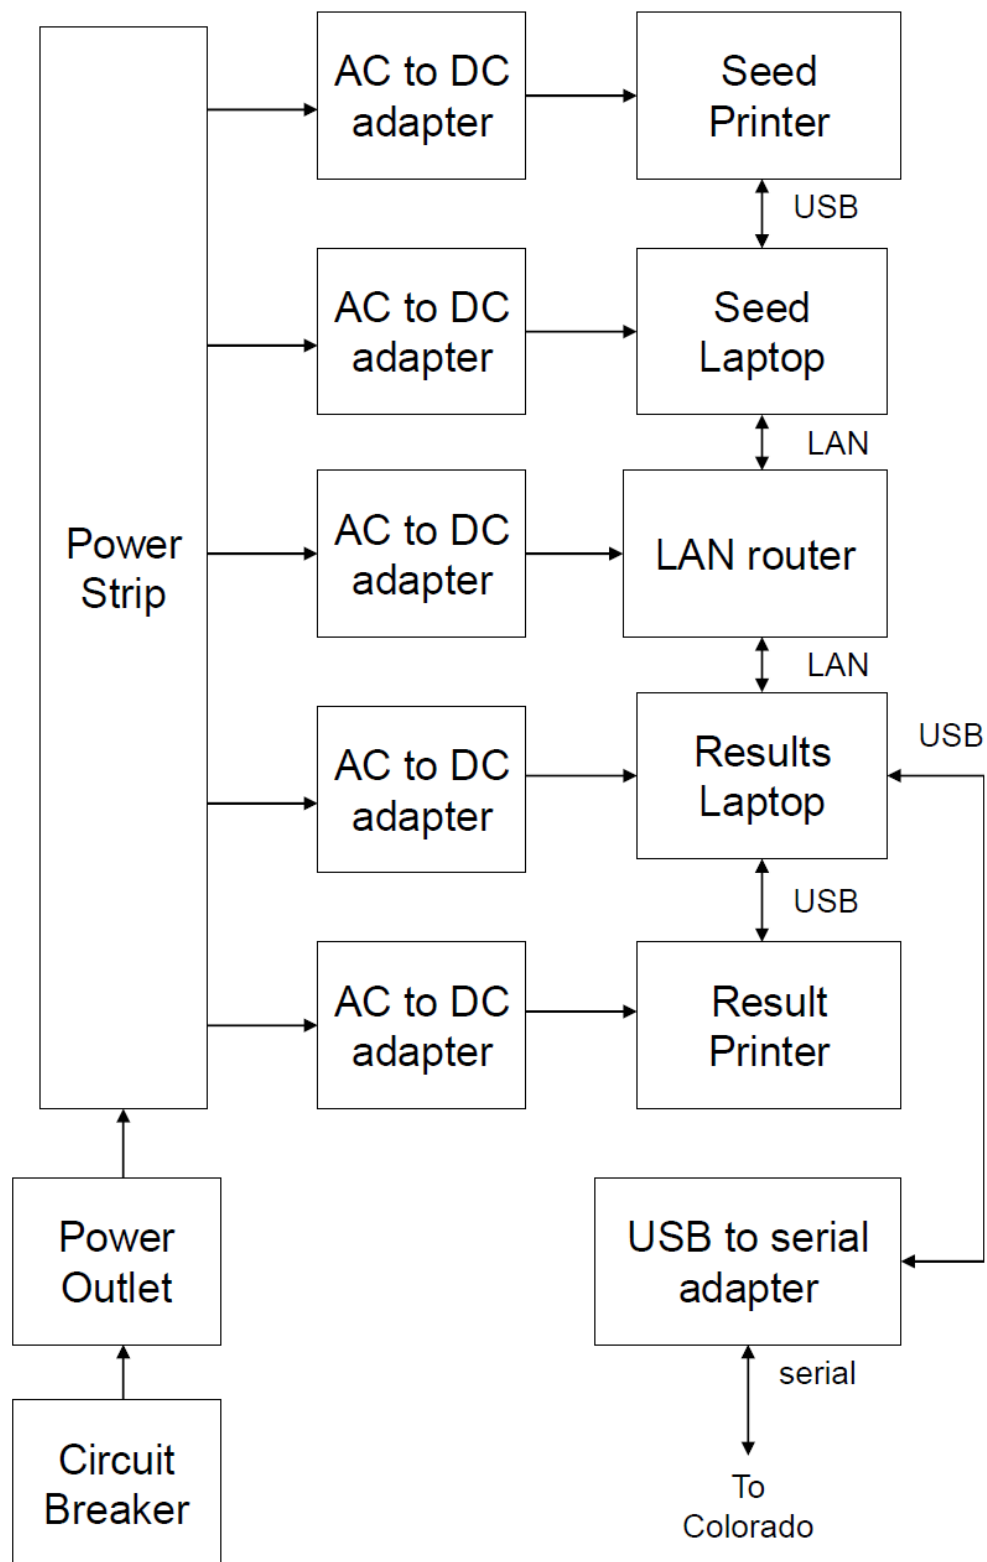 AC to DC
adapter
Seed
Printer
USB
AC to DC
adapter
Seed
Laptop
LAN
Power
Strip
AC to DC
adapter
LAN router
LAN
AC to DC
adapter
Results
Laptop
USB
USB
AC to DC
adapter
Result
Printer
Power
Outlet
USB to serial
adapter
serial
Circuit
Breaker
To
Colorado